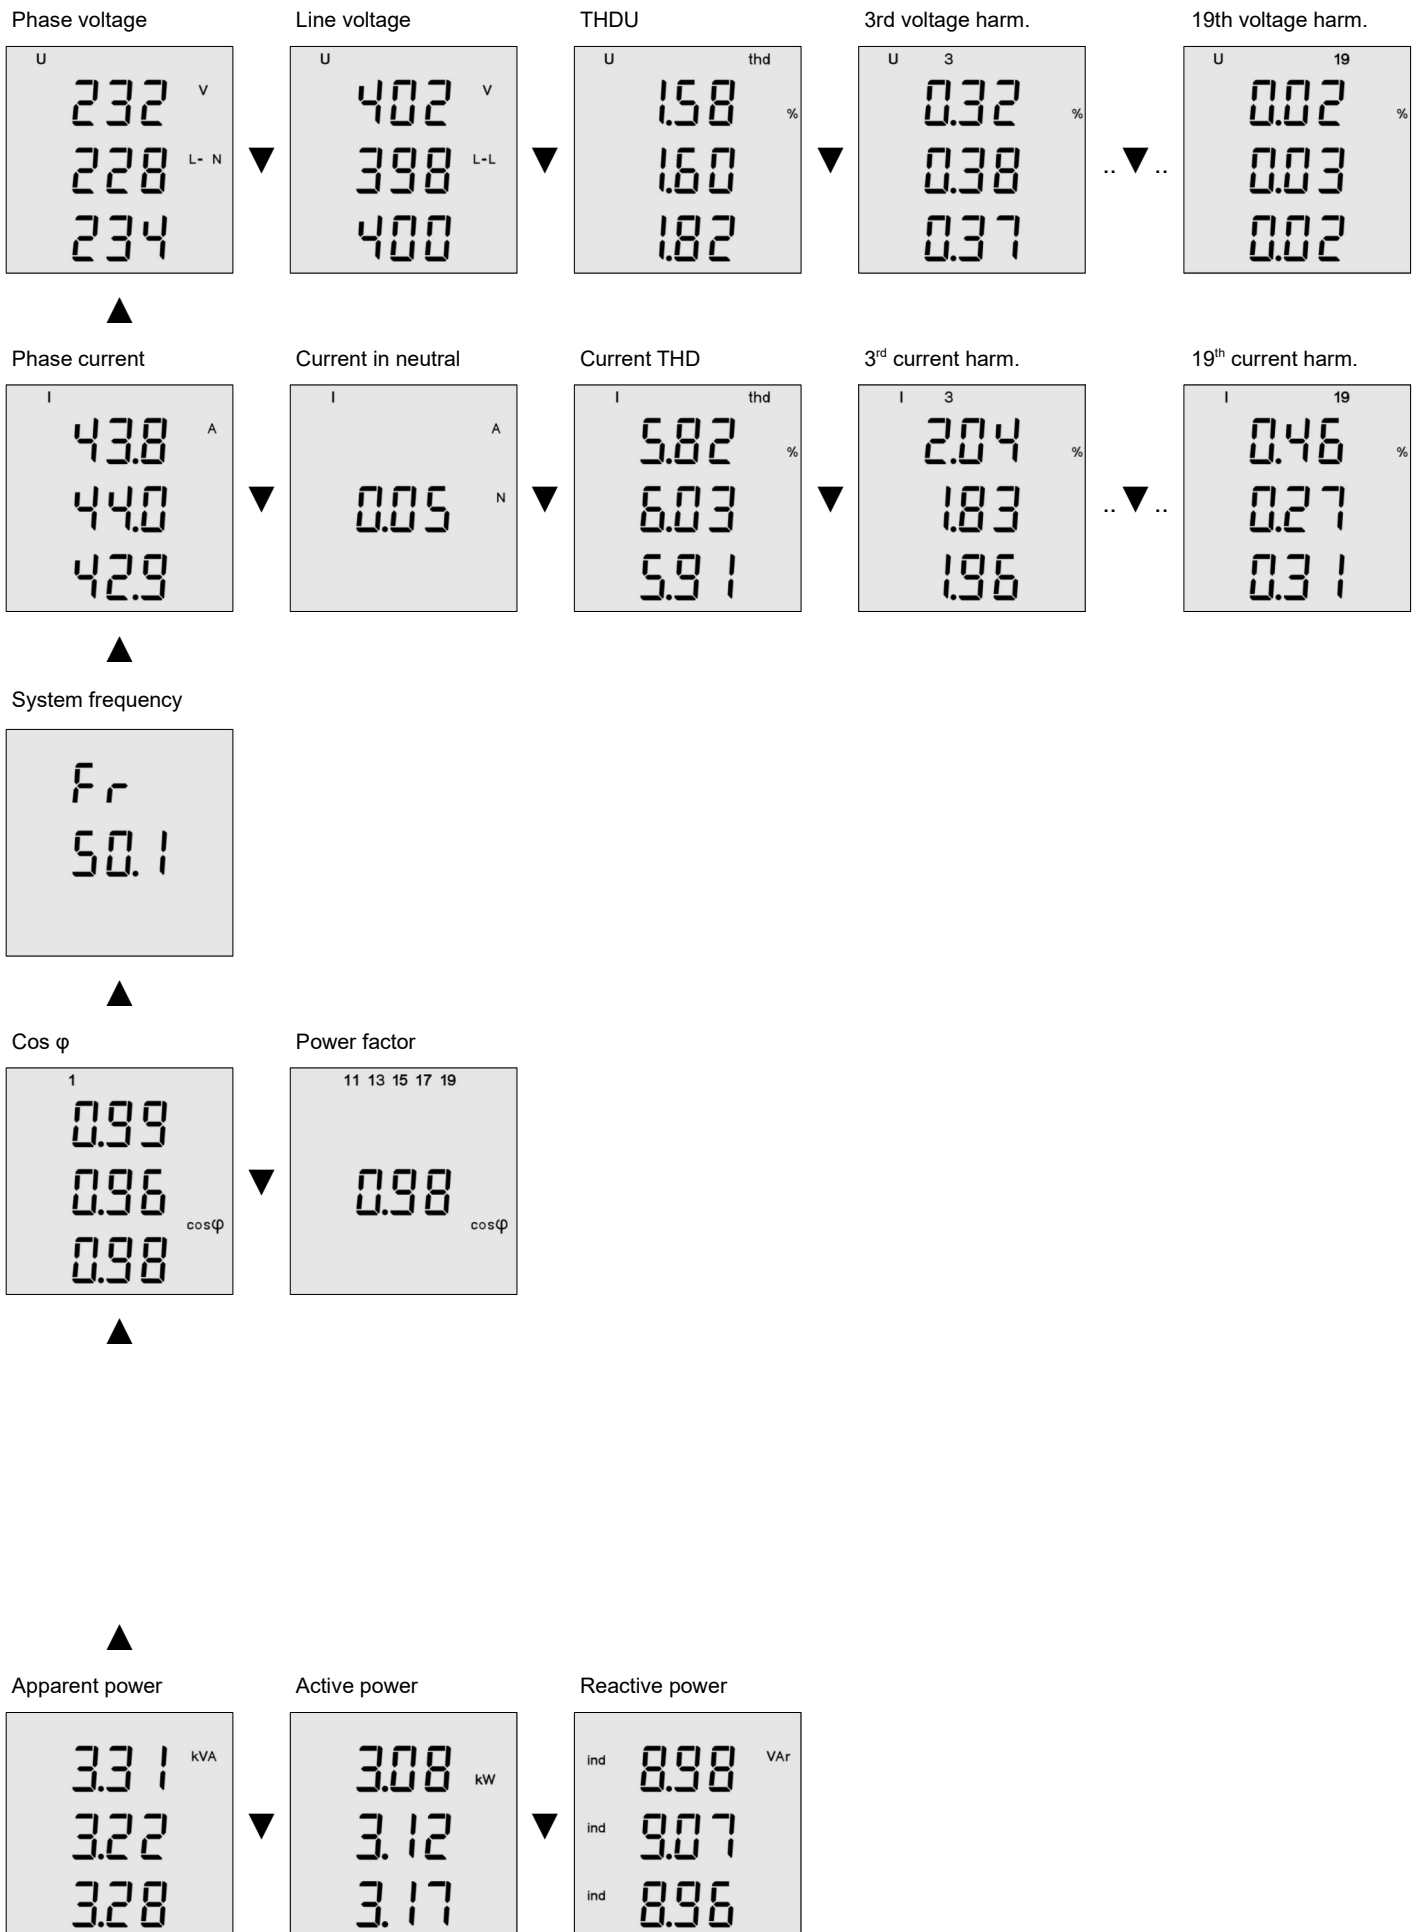 Phase voltage Line voltage THDU 3rd voltage harm. 19th voltage harm.
U U U thd U 3 U 19
232 V 402 V 1.58 % 0.32 % 0.02 %
228 L- N 398 L-L 1.60 0.38 .. .. 0.03
234 400 1.82 0.37 0.02
Phase current Current in neutral Current THD 3rd current harm. 19th current harm.
I I I thd I 3 I 19
43.8 A A 5.82 % 2.04 % 0.46 %
44.0 0.05 N 6.03 1.83 .. .. 0.27
42.9 5.91 1.96 0.31
System frequency
Fr
50.1
Cos φ Power factor
1 11 13 15 17 19
0.99
0.96 0.98
cosφ cosφ
0.98
Apparent power Active power Reactive power
3.31 kVA 3.08 kW ind 8.98 VAr
3.22 3.12 ind 9.07
3.28 3.17 ind 8.96